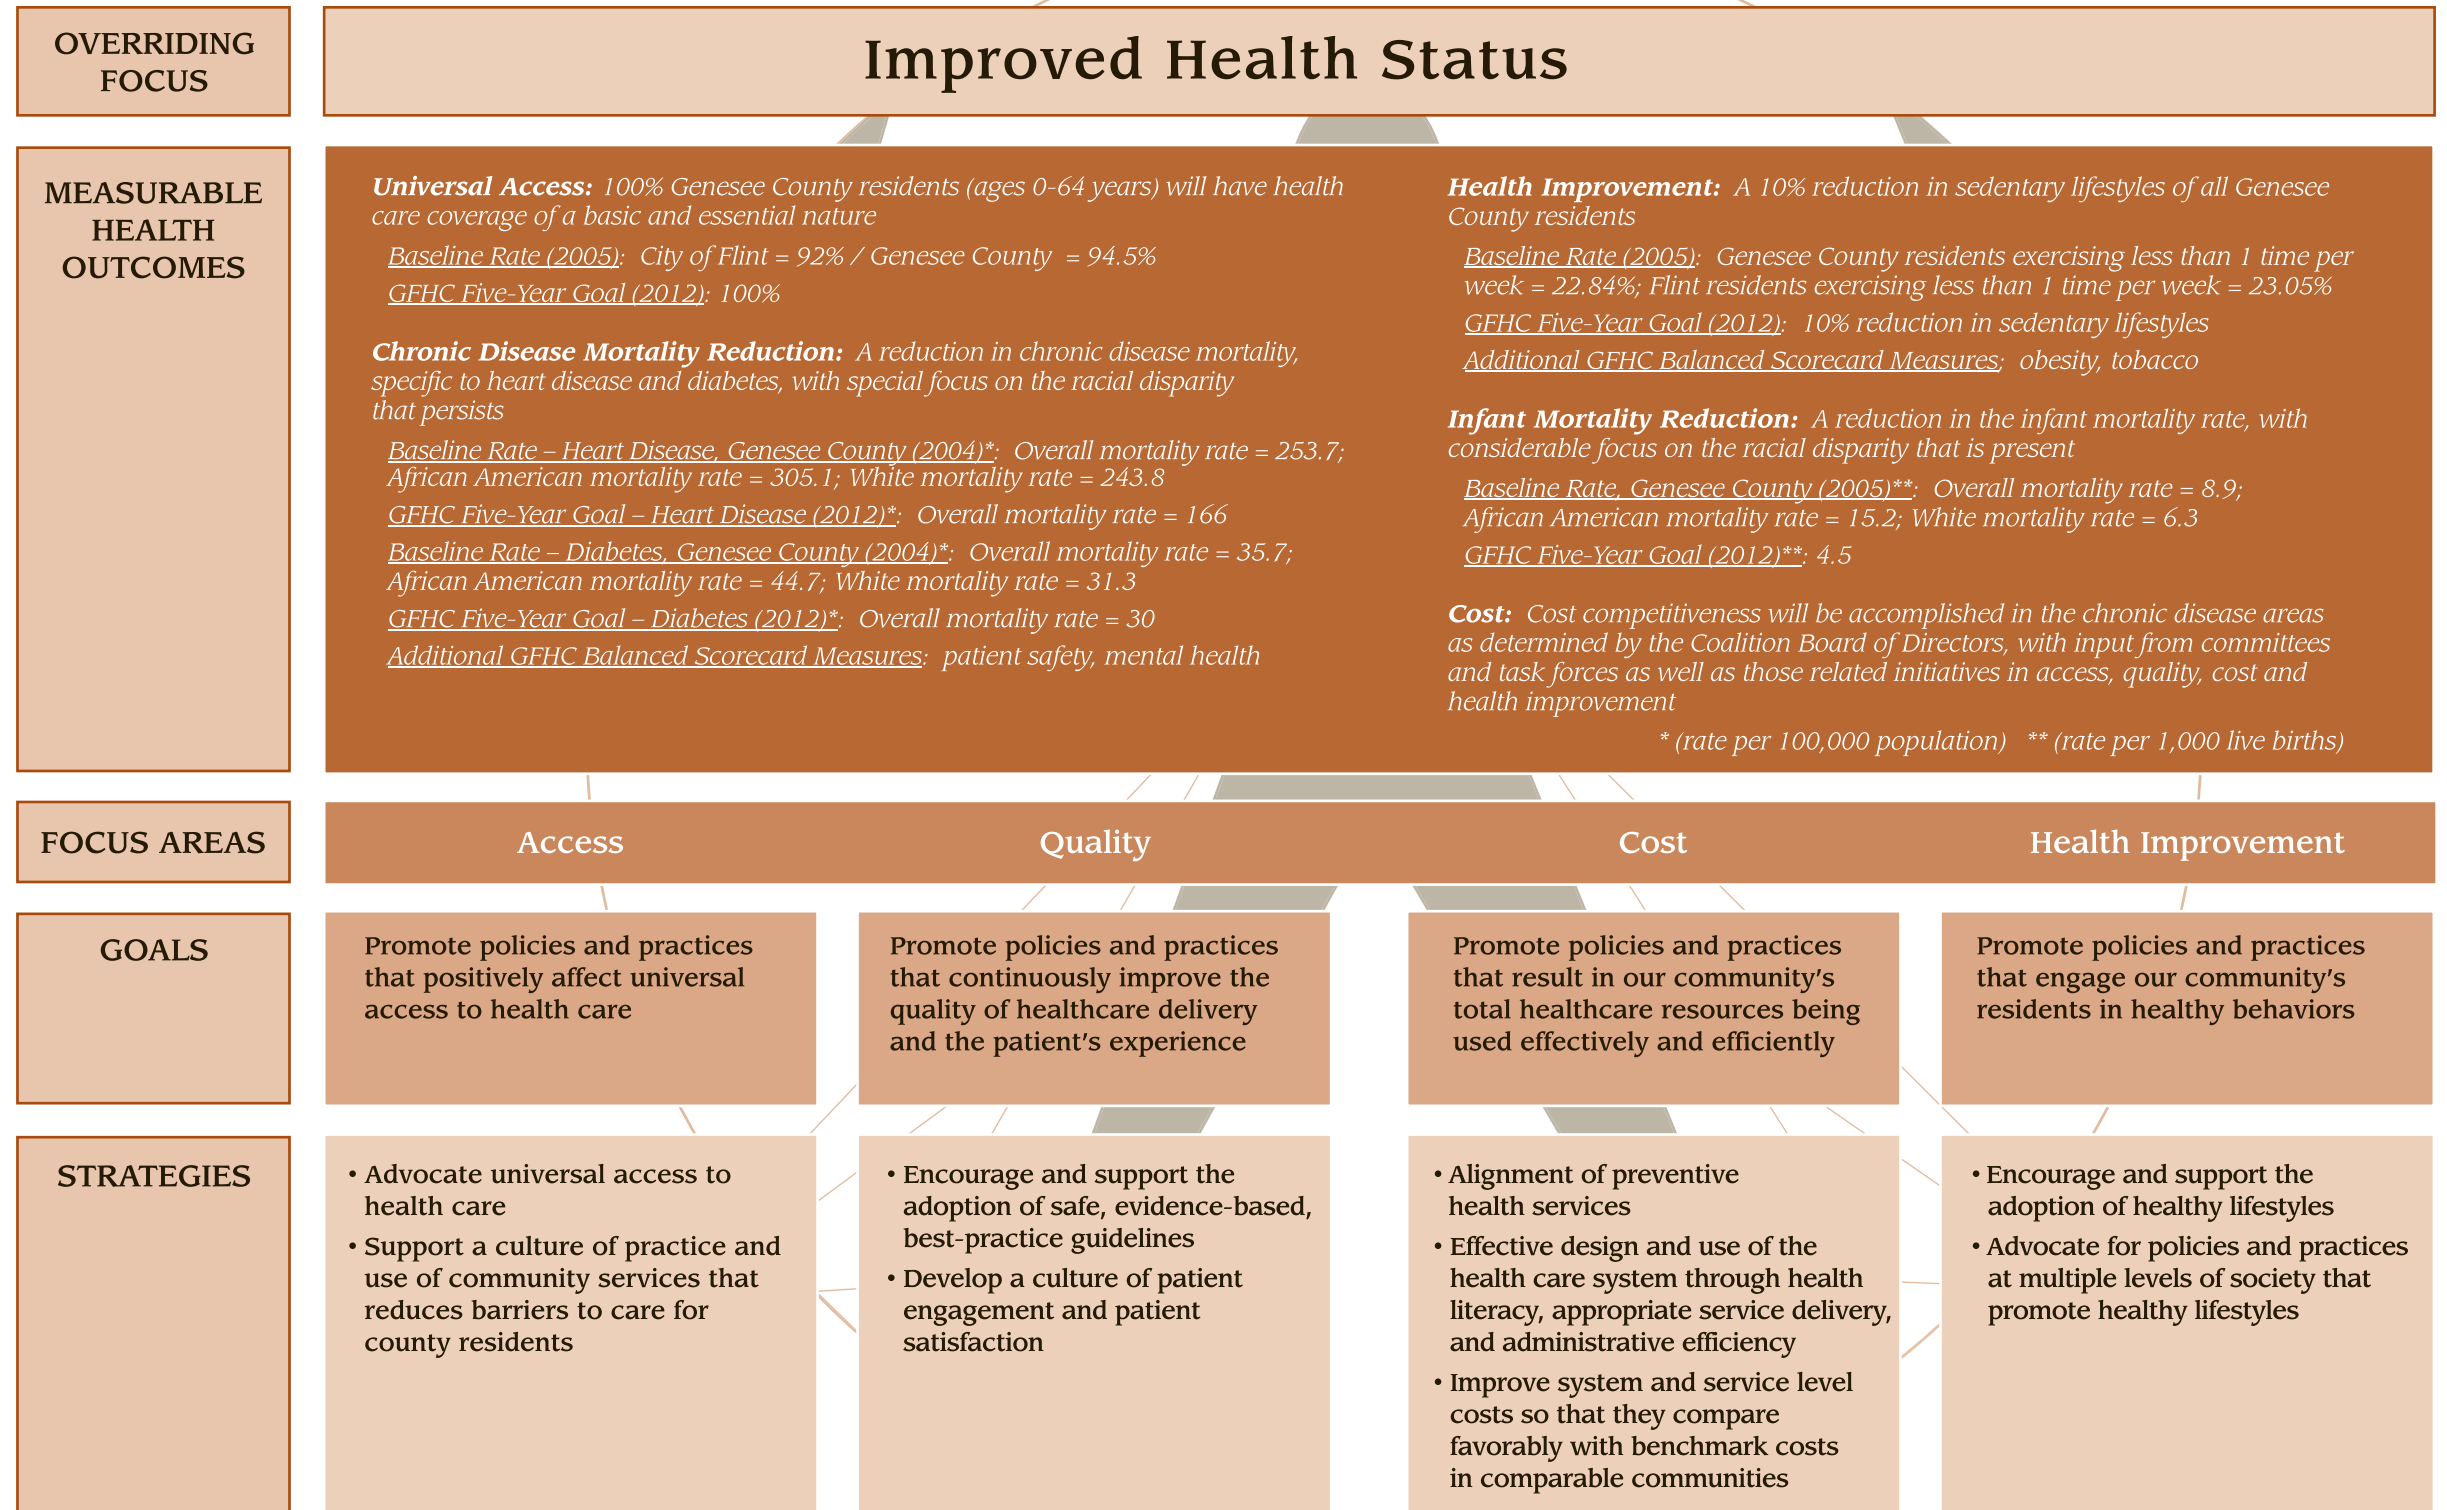 OVERRIDING
FOCUS
Improved Health Status
MEASURABLE
HEALTH
OUTCOMES
Universal Access: 100% Genesee County residents (ages 0-64 years) will have health
care coverage of a basic and essential nature
Baseline Rate (2005): City of Flint = 92% / Genesee County = 94.5%
GFHC Five-Year Goal (2012): 100%
Chronic Disease Mortality Reduction: A reduction in chronic disease mortality,
specific to heart disease and diabetes, with special focus on the racial disparity
that persists
Baseline Rate – Heart Disease, Genesee County (2004)*: Overall mortality rate = 253.7;
African American mortality rate = 305.1; White mortality rate = 243.8
GFHC Five-Year Goal – Heart Disease (2012)*: Overall mortality rate = 166
Baseline Rate – Diabetes, Genesee County (2004)*: Overall mortality rate = 35.7;
African American mortality rate = 44.7; White mortality rate = 31.3
GFHC Five-Year Goal – Diabetes (2012)*: Overall mortality rate = 30
Additional GFHC Balanced Scorecard Measures: patient safety, mental health
Health Improvement: A 10% reduction in sedentary lifestyles of all Genesee
County residents
Baseline Rate (2005): Genesee County residents exercising less than 1 time per
week = 22.84%; Flint residents exercising less than 1 time per week = 23.05%
GFHC Five-Year Goal (2012): 10% reduction in sedentary lifestyles
Additional GFHC Balanced Scorecard Measures; obesity, tobacco
Infant Mortality Reduction: A reduction in the infant mortality rate, with
considerable focus on the racial disparity that is present
Baseline Rate, Genesee County (2005)**: Overall mortality rate = 8.9;
African American mortality rate = 15.2; White mortality rate = 6.3
GFHC Five-Year Goal (2012)**: 4.5
Cost: Cost competitiveness will be accomplished in the chronic disease areas
as determined by the Coalition Board of Directors, with input from committees
and task forces as well as those related initiatives in access, quality, cost and
health improvement
* (rate per 100,000 population) ** (rate per 1,000 live births)
FOCUS AREAS
Access
Quality
Cost
Health Improvement
GOALS
Promote policies and practices
that positively affect universal
access to health care
Promote policies and practices
that continuously improve the
quality of healthcare delivery
and the patient's experience
Promote policies and practices
that result in our community's
total healthcare resources being
used effectively and efficiently
Promote policies and practices
that engage our community's
residents in healthy behaviors
STRATEGIES
• Advocate universal access to
health care
• Support a culture of practice and
use of community services that
reduces barriers to care for
county residents
• Encourage and support the
adoption of safe, evidence-based,
best-practice guidelines
• Develop a culture of patient
engagement and patient
satisfaction
• Alignment of preventive
health services
• Effective design and use of the
health care system through health
literacy, appropriate service delivery,
and administrative efficiency
• Improve system and service level
costs so that they compare
favorably with benchmark costs
in comparable communities
• Encourage and support the
adoption of healthy lifestyles
• Advocate for policies and practices
at multiple levels of society that
promote healthy lifestyles